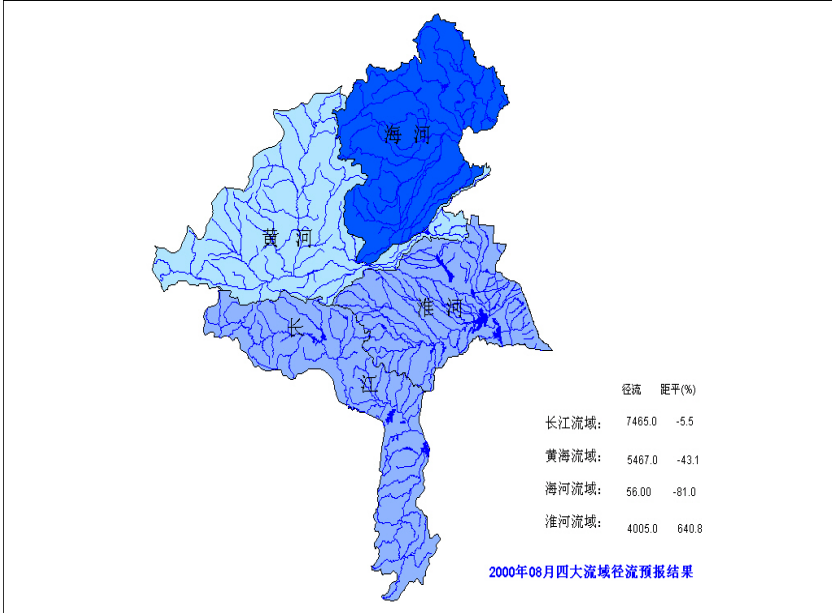 海 河
黄 河
淮 河
长
江
径流 距平(%)
长江流域: 7465.0 -5.5
黄海流域: 5467.0 -43.1
海河流域: 56.00 -81.0
淮河流域: 4005.0 640.8
2000年08月四大流域径流预报结果